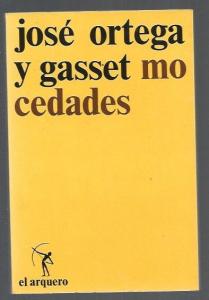 josé ortega
y gasset mo
cedades
el arquero